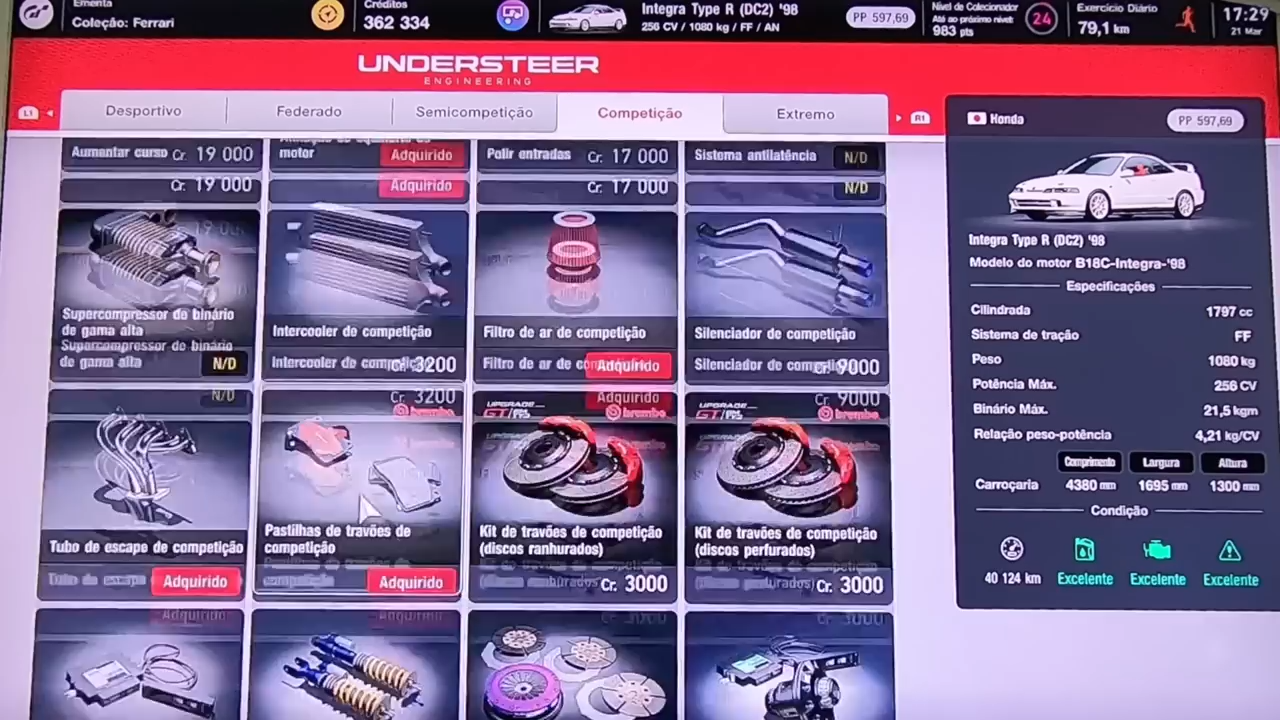 Ementa
Coleção: Ferrari
Créditos
362 334
Integra Type R (DC2) '98
256 CV / 1080 kg / FF / AN
PP 597,69
Nível de Colecionador
Até ao próximo nível:
983 pts
24
Exercício Diário
79,1 km
17:29
21 Mar
UNDERSTEER
ENGINEERING
L1
Desportivo
Federado
Semicompetição
Competição
Extremo
R1
Aumentar curso Cr. 19 000
motor
Adquirido
Polir entradas Cr. 17 000
Sistema antilatência N/D
Cr. 19 000
Adquirido
Cr. 17 000
N/D
Supercompressor de binário
de gama alta
Supercompressor de binário
de gama alta N/D
Intercooler de competição
Intercooler de competição
Cr. 3200
Filtro de ar de competição
Filtro de ar de
Adquirido
Silenciador de competição
Silenciador de
Cr. 9000
N/D
Cr. 3200
brembo
Adquirido
UPGRADE
GT/PPS
brembo
Cr. 9000
UPGRADE
GT/PPS
brembo
Tubo de escape de competição
Tubo de escape
Adquirido
Pastilhas de travões de
competição
competição
Adquirido
Kit de travões de competição
(discos ranhurados)
Cr. 3000
Kit de travões de competição
(discos perfurados)
Cr. 3000
Adquirido
Adquirido
Honda
PP 597,69
Integra Type R (DC2) '98
Modelo do motor B18C-Integra-'98
Especificações
Cilindrada 1797 cc
Sistema de tração FF
Peso 1080 kg
Potência Máx. 256 CV
Binário Máx. 21,5 kgm
Relação peso-potência 4,21 kg/CV
Comprimento Largura Altura
Carroçaria 4380 mm 1695 mm 1300 mm
Condição
40 124 km Excelente Excelente Excelente